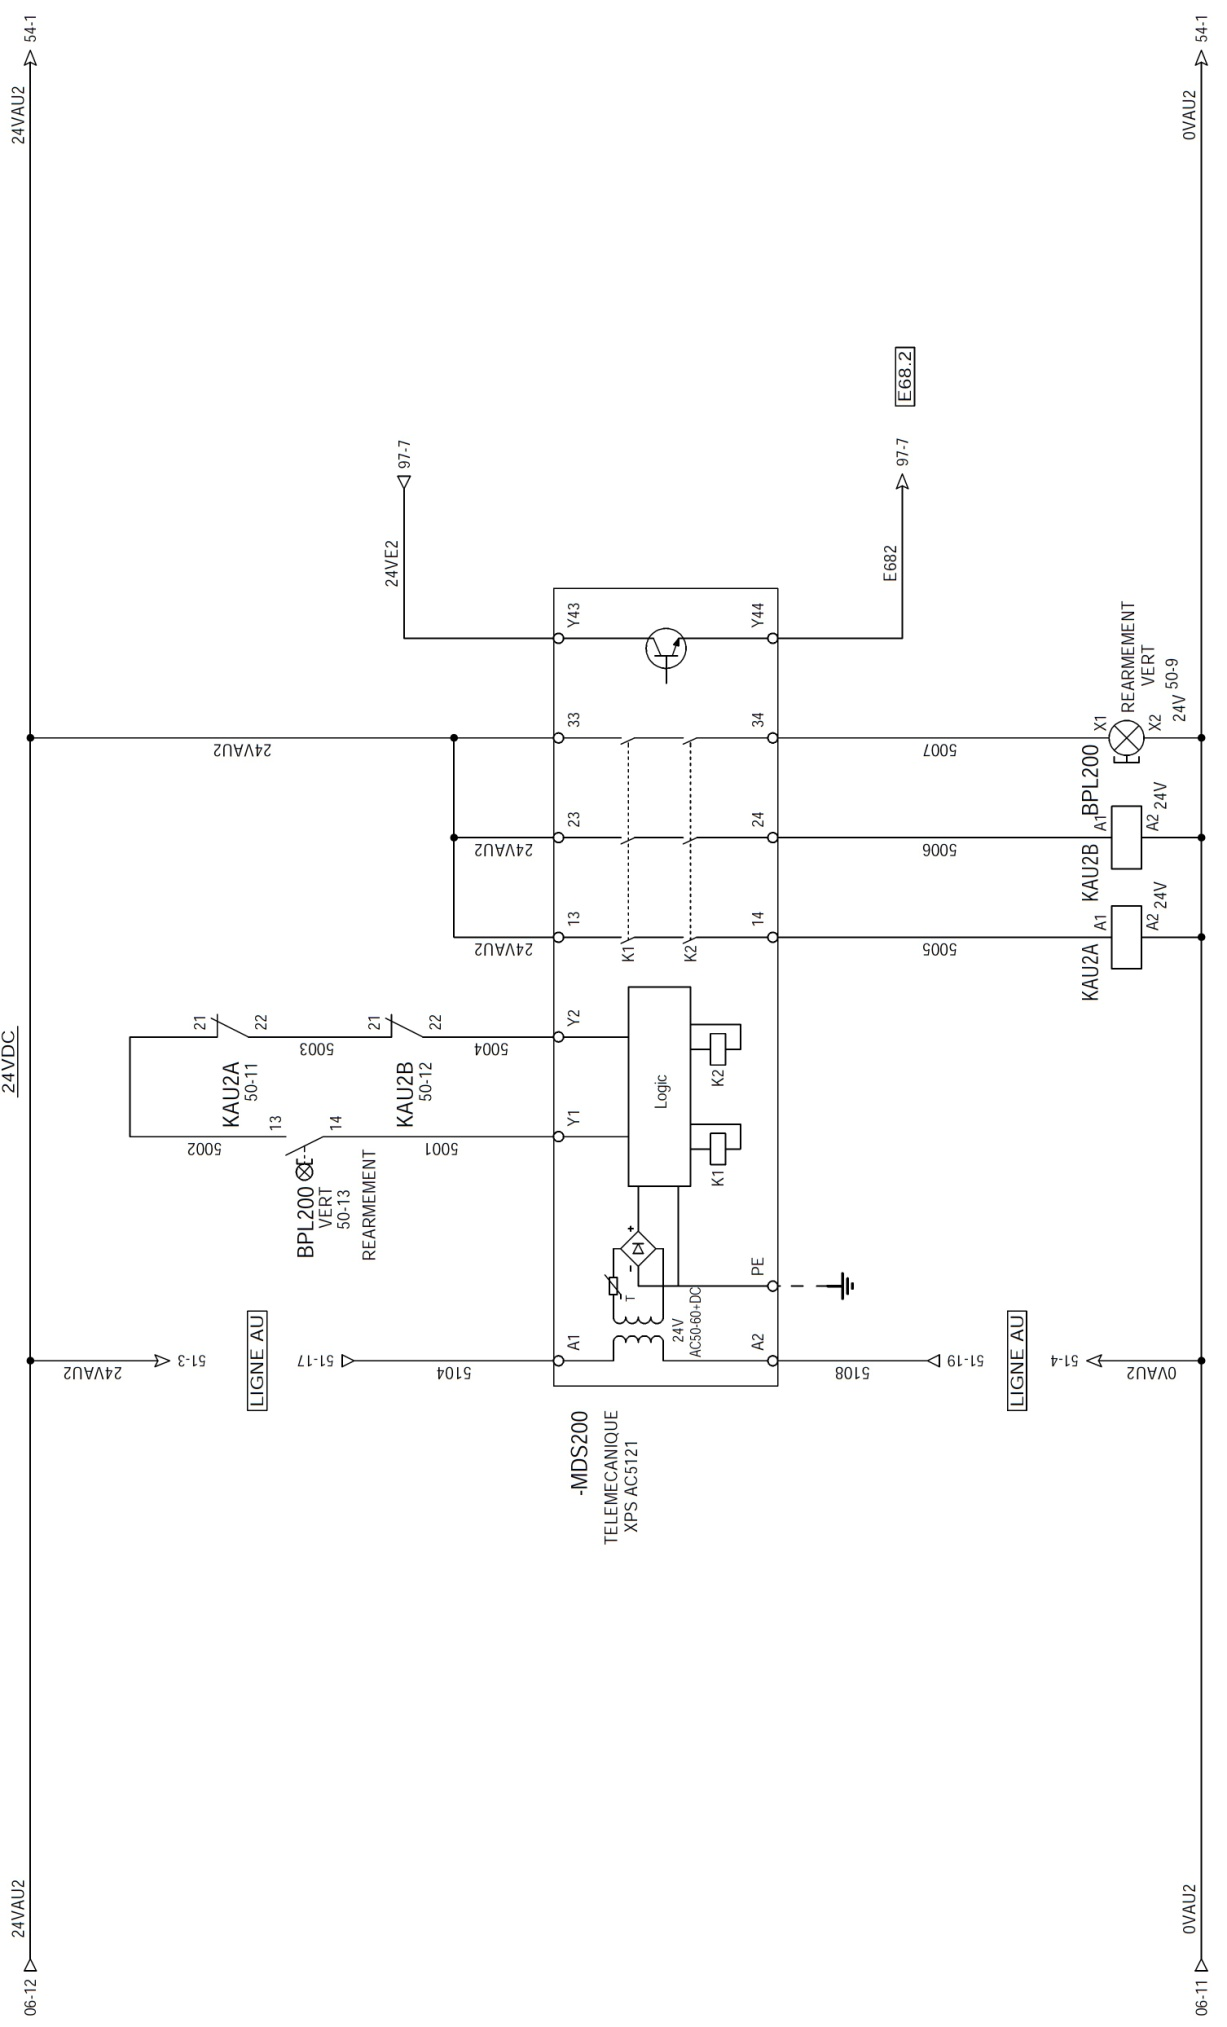 24VDC
06-12
24VAU2
24VAU2
54-1
24VAU2
51-3
LIGNE AU
51-17
5104
5002
BPL200
VERT
50-13
REARMEMENT
13
14
5001
KAU2A
50-11
21
22
5003
KAU2B
50-12
21
22
5004
24VAU2
24VAU2
24VAU2
24VE2
97-7
-MDS200
TELEMECANIQUE
XPS AC5121
A1
Y1
Y2
13
23
33
Y43
T
+
-
24V
AC50-60+DC
Logic
K1
K2
K1
K2
A2
PE
14
24
34
Y44
5108
51-19
LIGNE AU
51-4
0VAU2
5005
5006
5007
E682
97-7
E68.2
KAU2A
A1
A2
24V
KAU2B
A1
A2
24V
BPL200
X1
X2
REARMEMENT
VERT
24V 50-9
06-11
0VAU2
0VAU2
54-1